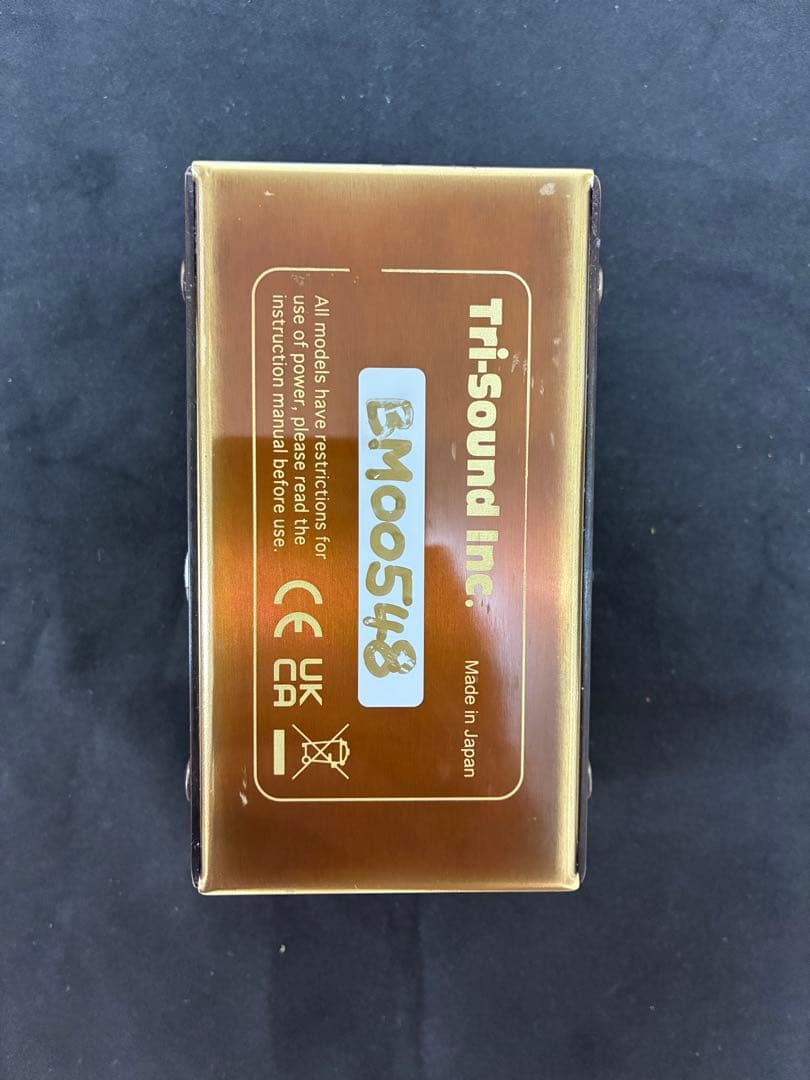 Tri-Sound Inc.
Made in Japan
BM00548
All models have restrictions for
use of power, please read the
instruction manual before use.
CE
UK
CA